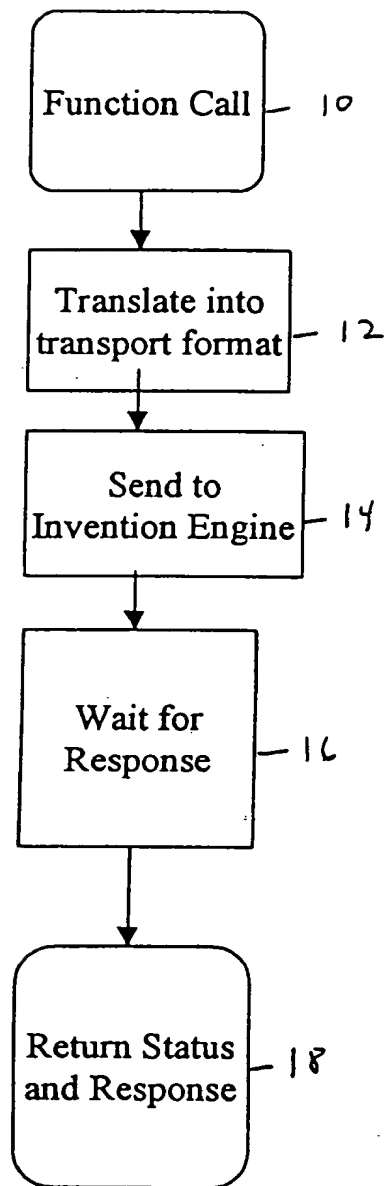 Function Call
10
Translate into
transport format
12
Send to
Invention Engine
14
Wait for
Response
16
Return Status
and Response
18